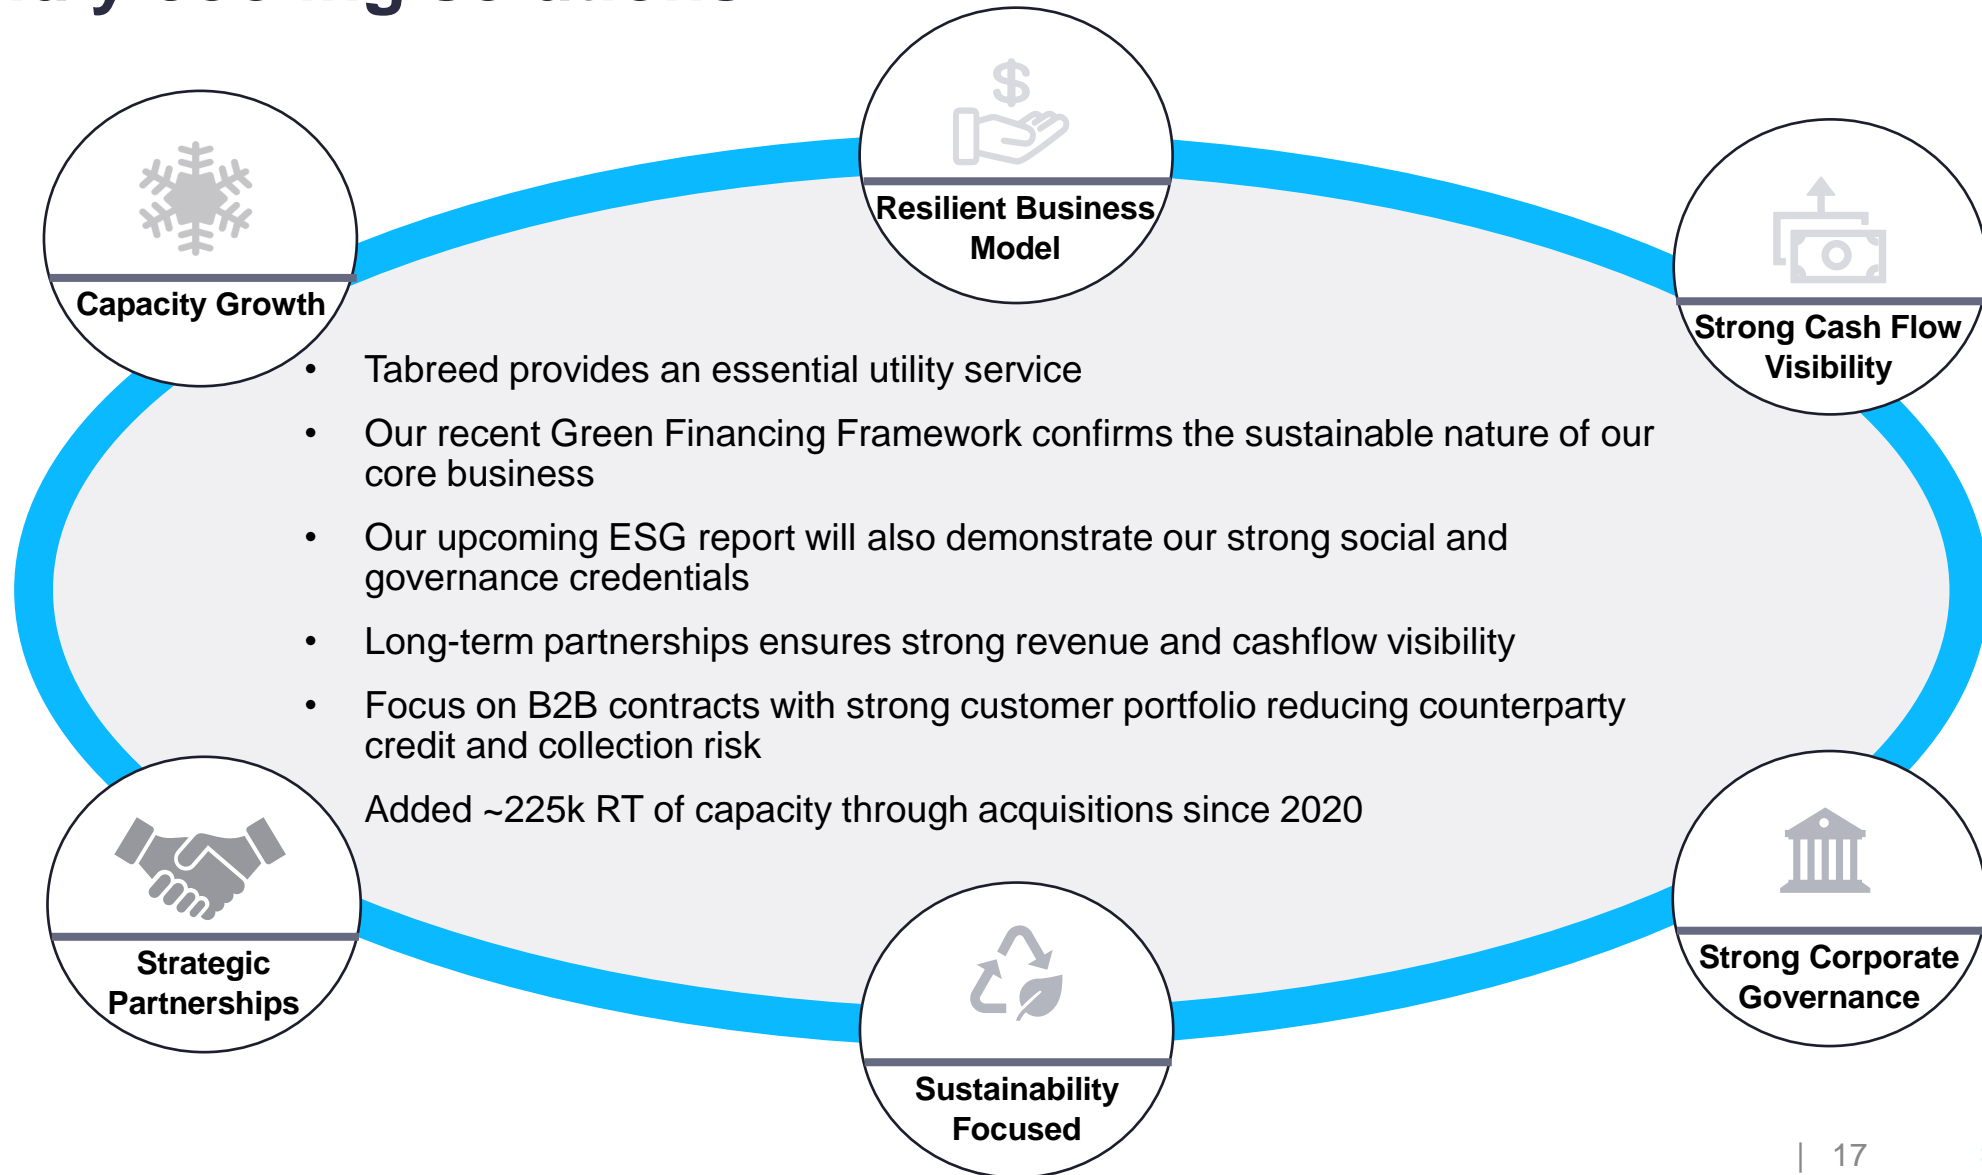 cooling solutions
Resilient Business
Model
Capacity Growth
Strong Cash Flow
Visibility
• Tabreed provides an essential utility service
• Our recent Green Financing Framework confirms the sustainable nature of our
core business
• Our upcoming ESG report will also demonstrate our strong social and
governance credentials
• Long-term partnerships ensures strong revenue and cashflow visibility
• Focus on B2B contracts with strong customer portfolio reducing counterparty
credit and collection risk
Added ~225k RT of capacity through acquisitions since 2020
Strategic
Partnerships
Strong Corporate
Governance
Sustainability
Focused
| 17